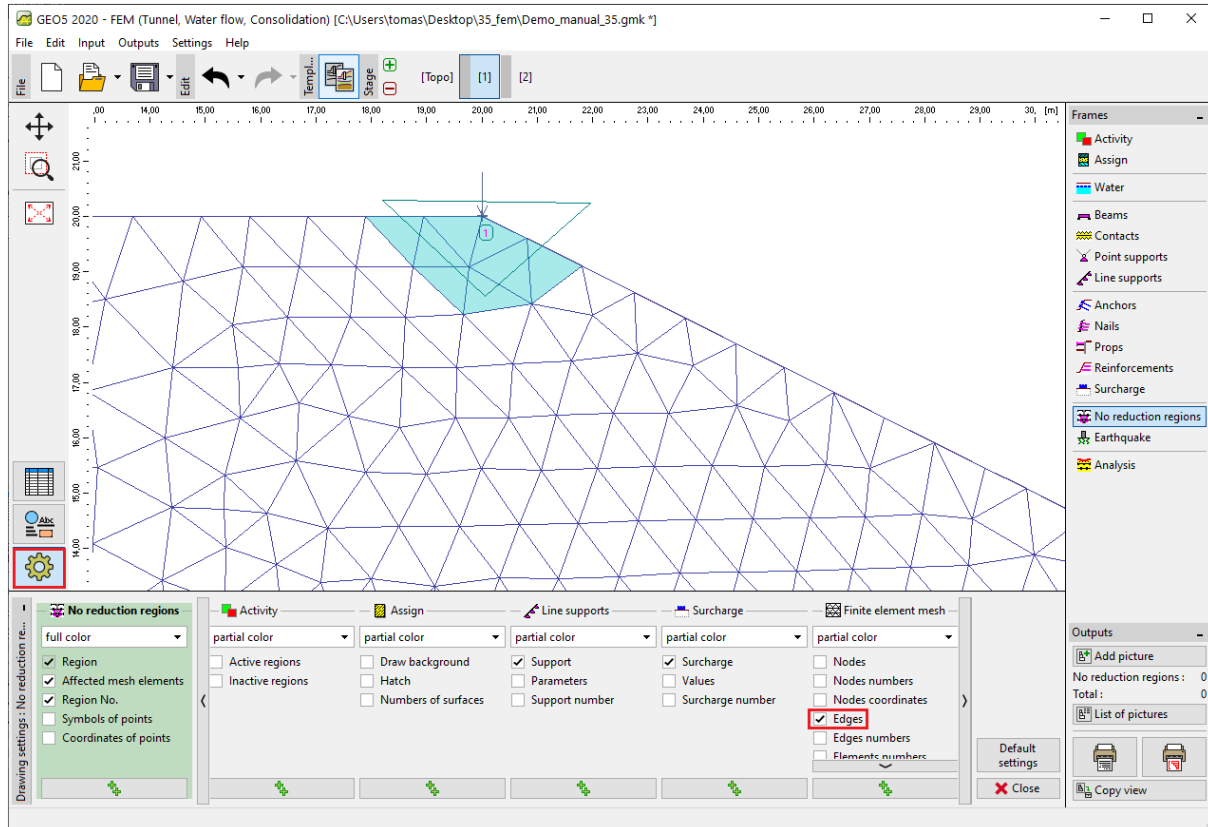 GEO5 2020 - FEM (Tunnel, Water flow, Consolidation) [C:\Users\tomas\Desktop\35_fem\Demo_manual_35.gmk *]
File Edit Input Outputs Settings Help
File
Edit
Templ...
Stage
[Topo] [1] [2]
,00 14,00 15,00 16,00 17,00 18,00 19,00 20,00 21,00 22,00 23,00 24,00 25,00 26,00 27,00 28,00 29,00 30, [m]
21,00
20,00
19,00
18,00
17,00
16,00
15,00
14,00
1
Abc
Frames
Activity
Assign
Water
Beams
Contacts
Point supports
Line supports
Anchors
Nails
Props
Reinforcements
Surcharge
No reduction regions
Earthquake
Analysis
Drawing settings : No reduction re...
No reduction regions
full color
Region
Affected mesh elements
Region No.
Symbols of points
Coordinates of points
Activity
partial color
Active regions
Inactive regions
Assign
partial color
Draw background
Hatch
Numbers of surfaces
Line supports
partial color
Support
Parameters
Support number
Surcharge
partial color
Surcharge
Values
Surcharge number
Finite element mesh
partial color
Nodes
Nodes numbers
Nodes coordinates
Edges
Edges numbers
Elements numbers
Default
settings
Close
Outputs
Add picture
No reduction regions : 0
Total : 0
List of pictures
Copy view